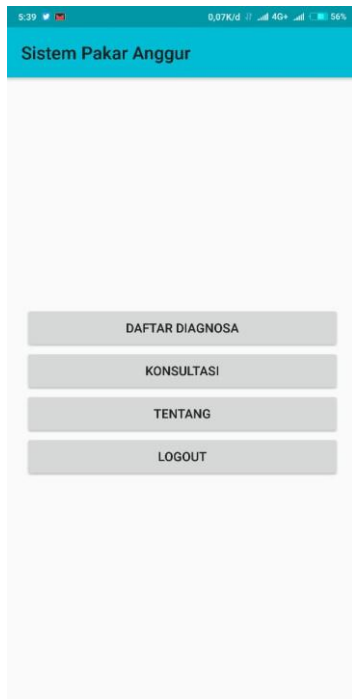 5:39 0,07K/d 4G+ 56%
Sistem Pakar Anggur
DAFTAR DIAGNOSA
KONSULTASI
TENTANG
LOGOUT